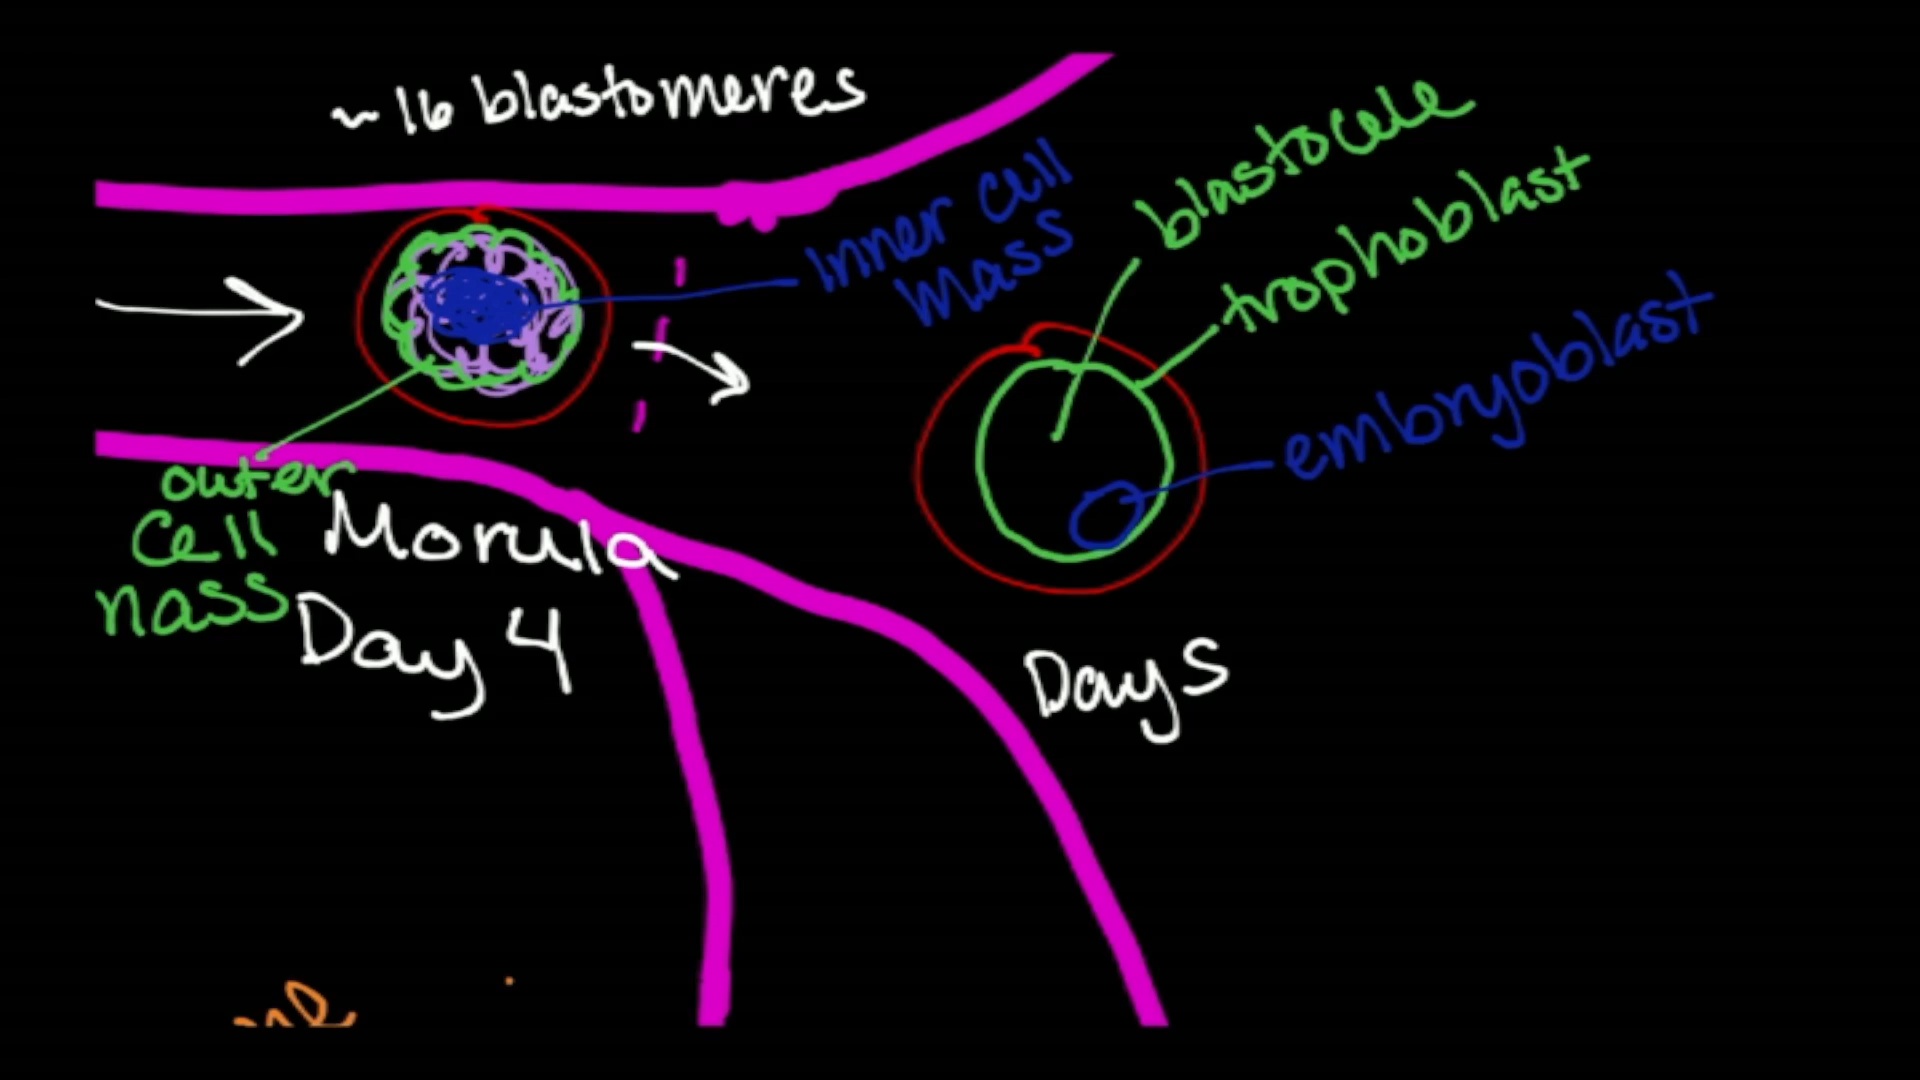 ~ 16 blastomeres
inner cell
mass
blastocele
trophoblast
embryoblast
outer
cell
mass
Morula
Day 4
Day 5